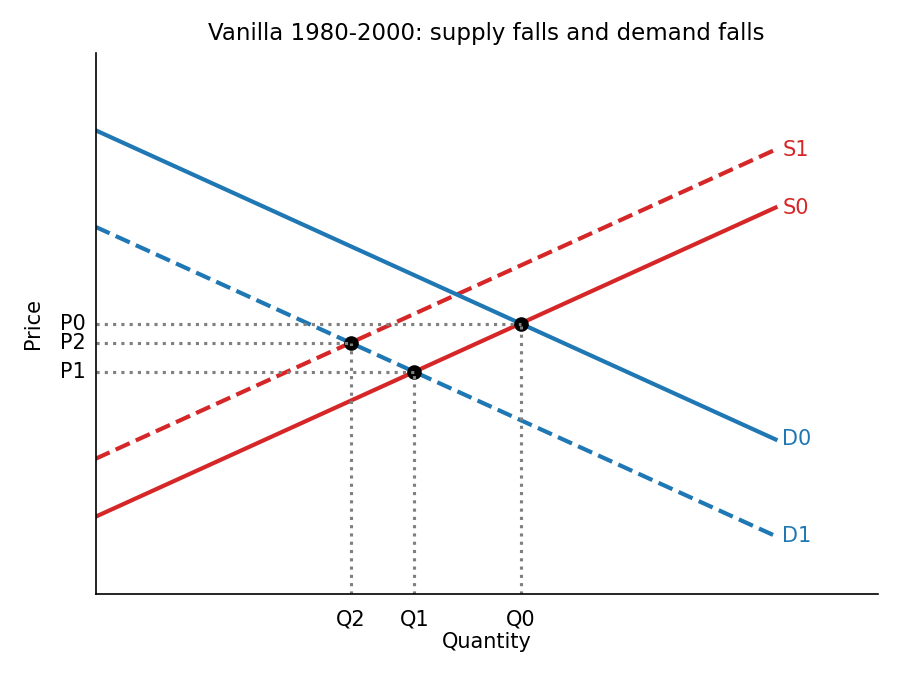 Vanilla 1980-2000: supply falls and demand falls
S1
S0
P0
P2
P1
Price
D0
D1
Q2 Q1 Q0
Quantity